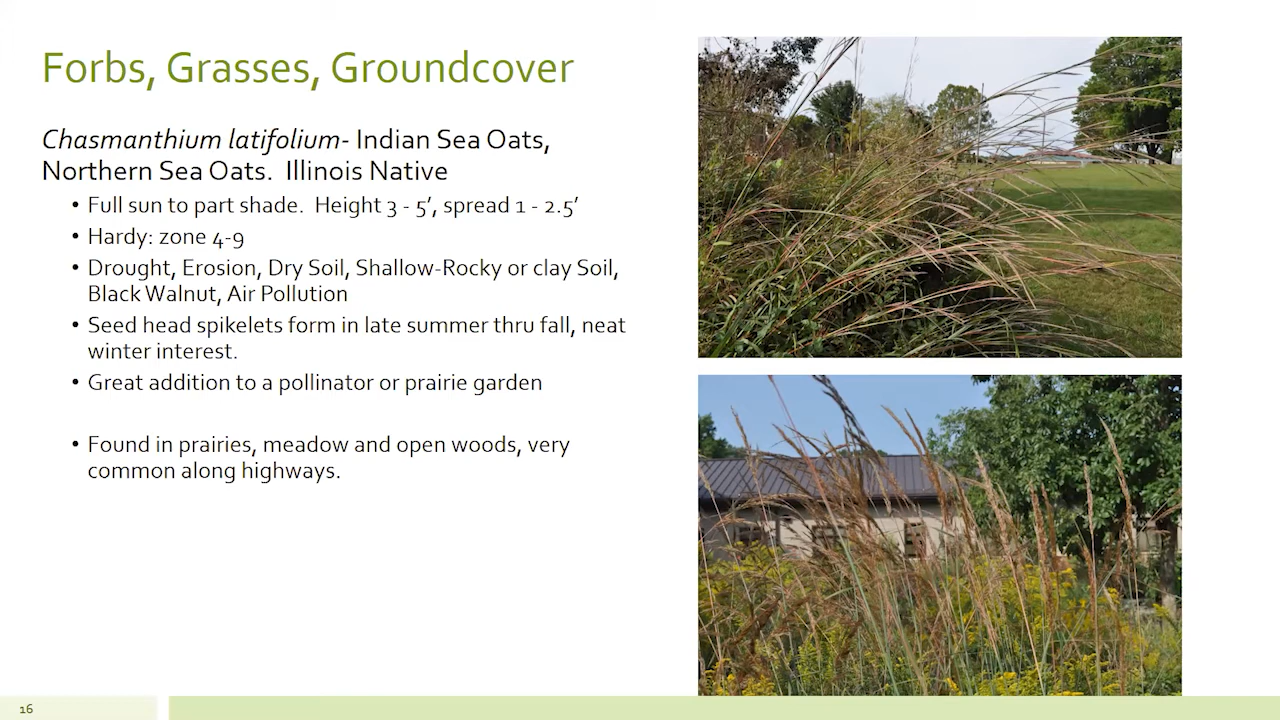 Forbs, Grasses, Groundcover
Chasmanthium latifolium- Indian Sea Oats,
Northern Sea Oats.  Illinois Native
• Full sun to part shade.  Height 3 - 5’, spread 1 - 2.5’
• Hardy: zone 4-9
• Drought, Erosion, Dry Soil, Shallow-Rocky or clay Soil,
Black Walnut, Air Pollution
• Seed head spikelets form in late summer thru fall, neat
winter interest.
• Great addition to a pollinator or prairie garden
• Found in prairies, meadow and open woods, very
common along highways.
16